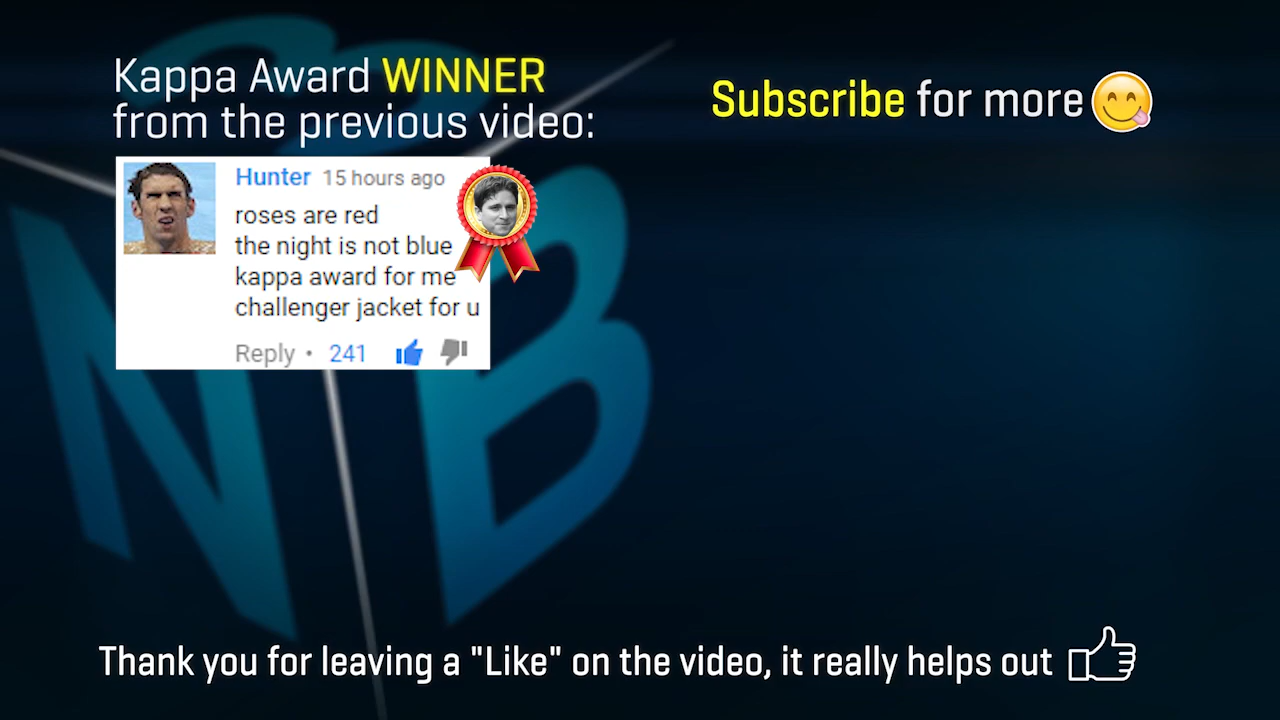 Kappa Award WINNER
from the previous video:
Subscribe for more
Hunter 15 hours ago
roses are red
the night is not blue
kappa award for me
challenger jacket for u
Reply • 241
N B
Thank you for leaving a "Like" on the video, it really helps out